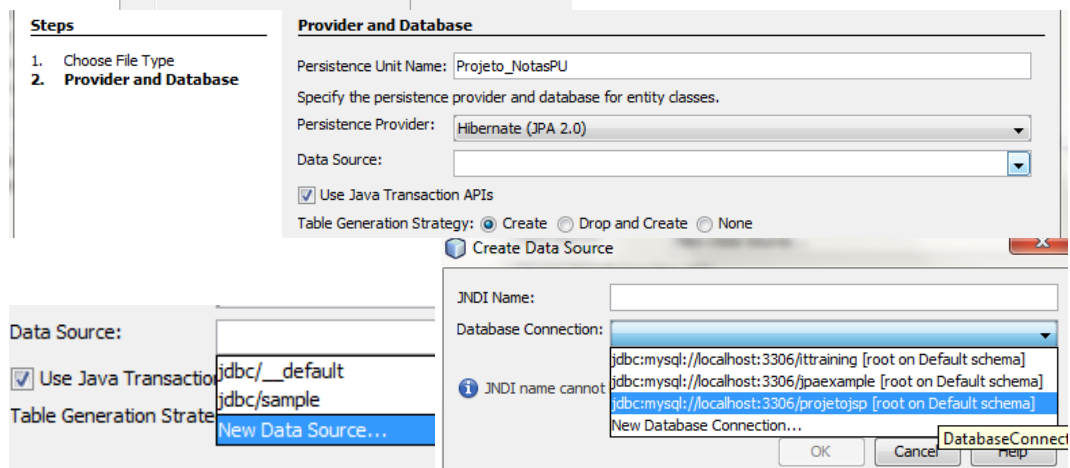 Steps
1. Choose File Type
2. Provider and Database
Provider and Database
Persistence Unit Name: Projeto_NotasPU
Specify the persistence provider and database for entity classes.
Persistence Provider: Hibernate (JPA 2.0)
Data Source:
Use Java Transaction APIs
Table Generation Strategy: Create Drop and Create None
Data Source:
jdbc/__default
Use Java Transactio
jdbc/sample
Table Generation Strate
New Data Source...
Create Data Source
JNDI Name:
Database Connection:
jdbc:mysql://localhost:3306/ittraining [root on Default schema]
jdbc:mysql://localhost:3306/jpaexample [root on Default schema]
JNDI name cannot
jdbc:mysql://localhost:3306/projetojsp [root on Default schema]
New Database Connection...
DatabaseConnect
OK Cancel Help